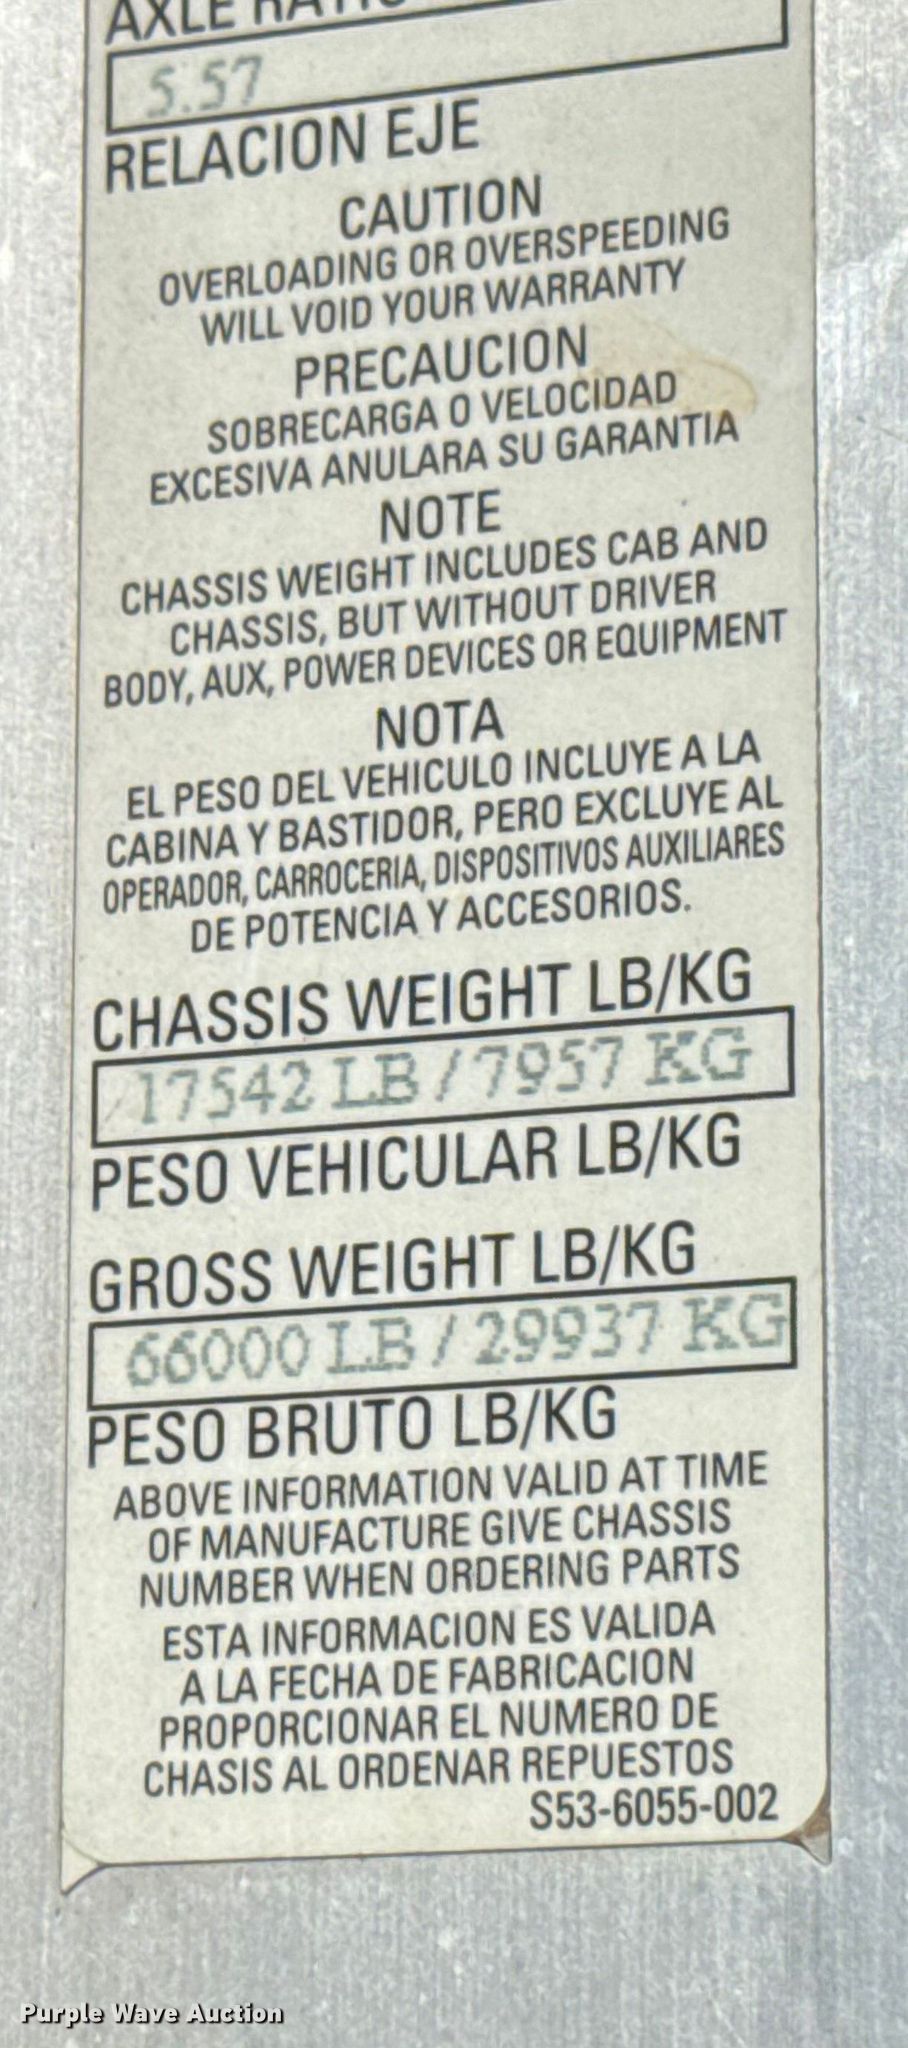 AXLE RATIO
5.57
RELACION EJE
CAUTION
OVERLOADING OR OVERSPEEDING
WILL VOID YOUR WARRANTY
PRECAUCION
SOBRECARGA O VELOCIDAD
EXCESIVA ANULARA SU GARANTIA
NOTE
CHASSIS WEIGHT INCLUDES CAB AND
CHASSIS, BUT WITHOUT DRIVER
BODY, AUX, POWER DEVICES OR EQUIPMENT
NOTA
EL PESO DEL VEHICULO INCLUYE A LA
CABINA Y BASTIDOR, PERO EXCLUYE AL
OPERADOR, CARROCERIA, DISPOSITIVOS AUXILIARES
DE POTENCIA Y ACCESORIOS.
CHASSIS WEIGHT LB/KG
17542 LB / 7957 KG
PESO VEHICULAR LB/KG
GROSS WEIGHT LB/KG
66000 LB / 29937 KG
PESO BRUTO LB/KG
ABOVE INFORMATION VALID AT TIME
OF MANUFACTURE GIVE CHASSIS
NUMBER WHEN ORDERING PARTS
ESTA INFORMACION ES VALIDA
A LA FECHA DE FABRICACION
PROPORCIONAR EL NUMERO DE
CHASIS AL ORDENAR REPUESTOS
S53-6055-002
Purple Wave Auction